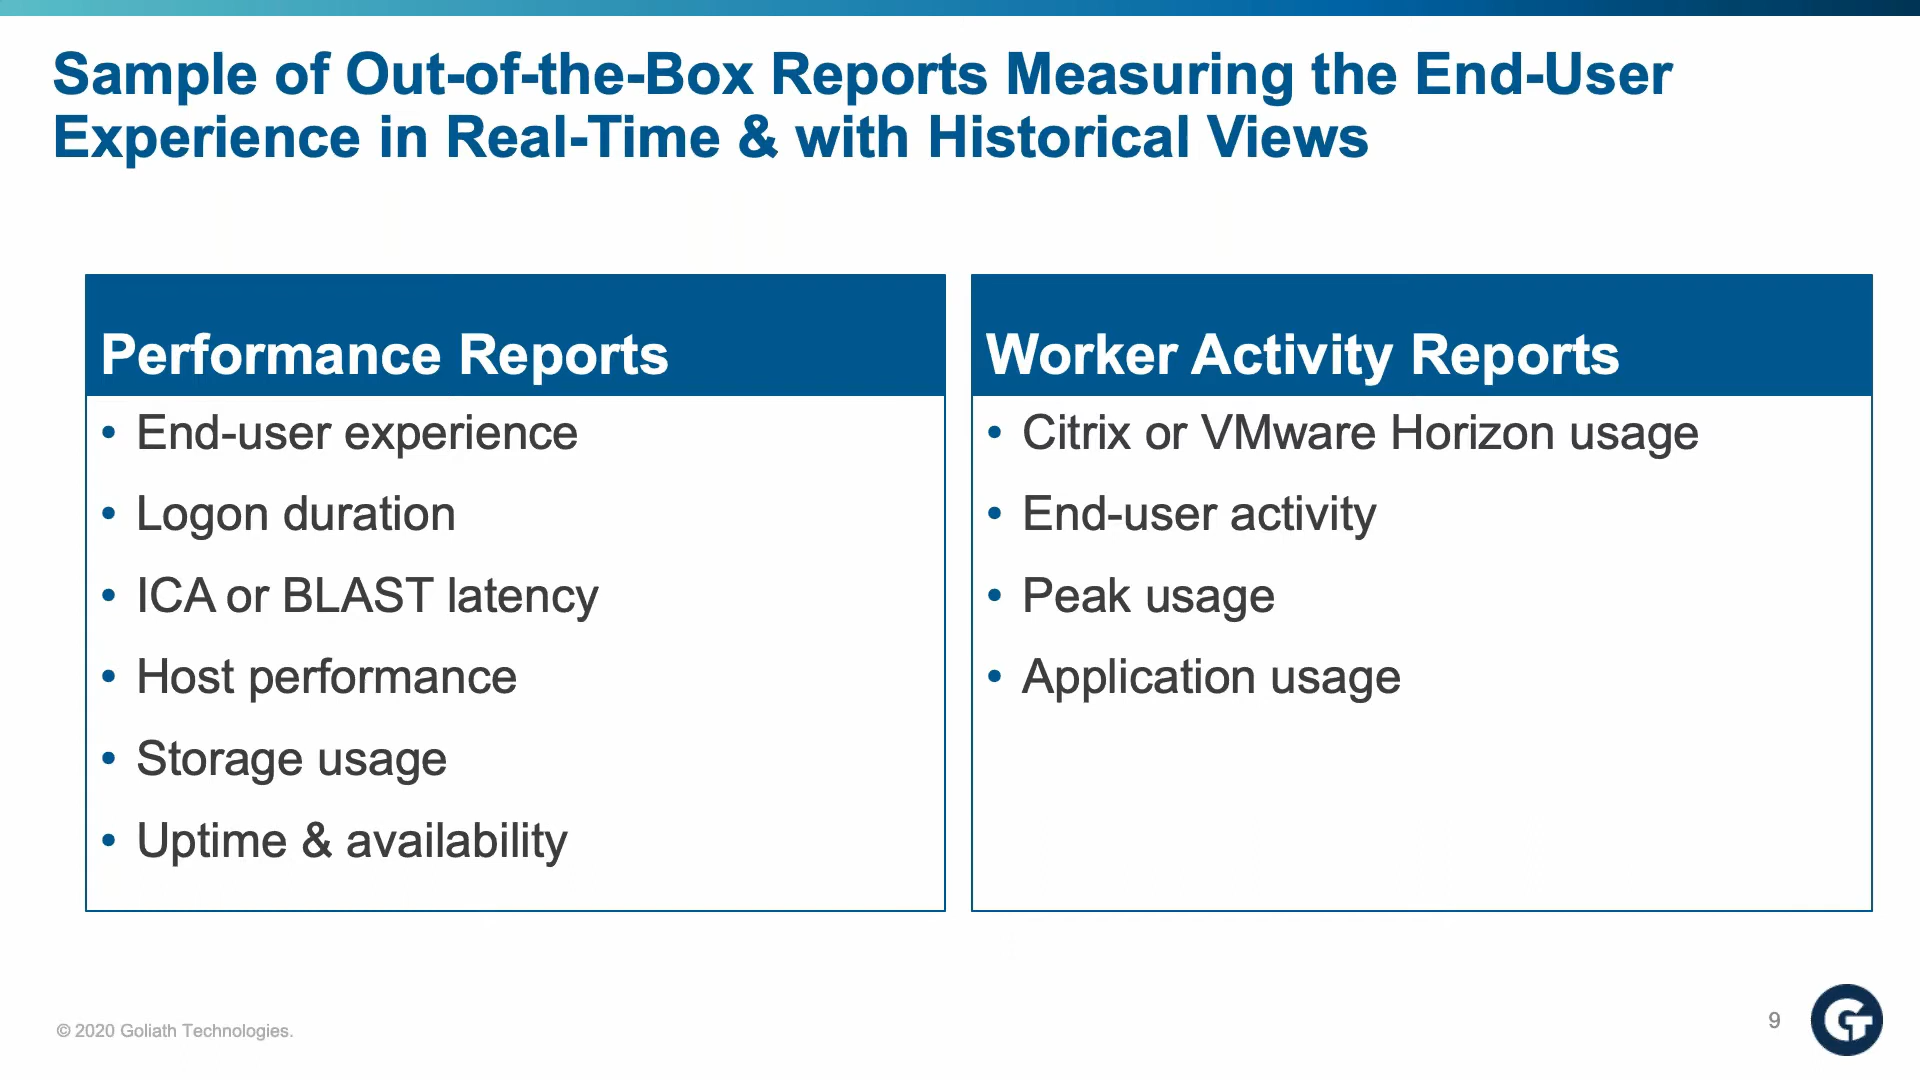 Sample of Out-of-the-Box Reports Measuring the End-User
Experience in Real-Time & with Historical Views
Performance Reports
• End-user experience
• Logon duration
• ICA or BLAST latency
• Host performance
• Storage usage
• Uptime & availability
Worker Activity Reports
• Citrix or VMware Horizon usage
• End-user activity
• Peak usage
• Application usage
© 2020 Goliath Technologies.
9